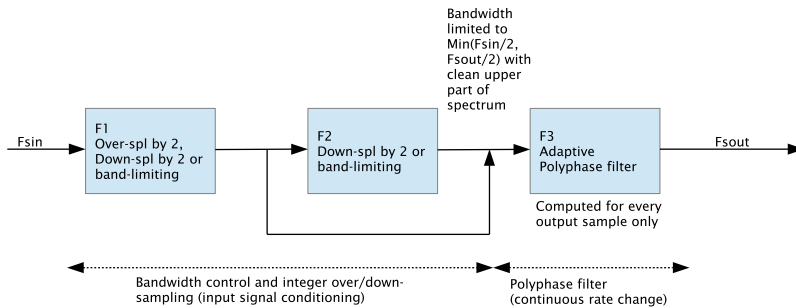 Bandwidth
limited to
Min(Fsin/2,
Fsout/2) with
clean upper
part of
spectrum
Fsin
F1
Over-spl by 2,
Down-spl by 2 or
band-limiting
F2
Down-spl by 2 or
band-limiting
F3
Adaptive
Polyphase filter
Fsout
Computed for every
output sample only
Bandwidth control and integer over/down-
sampling (input signal conditioning)
Polyphase filter
(continuous rate change)